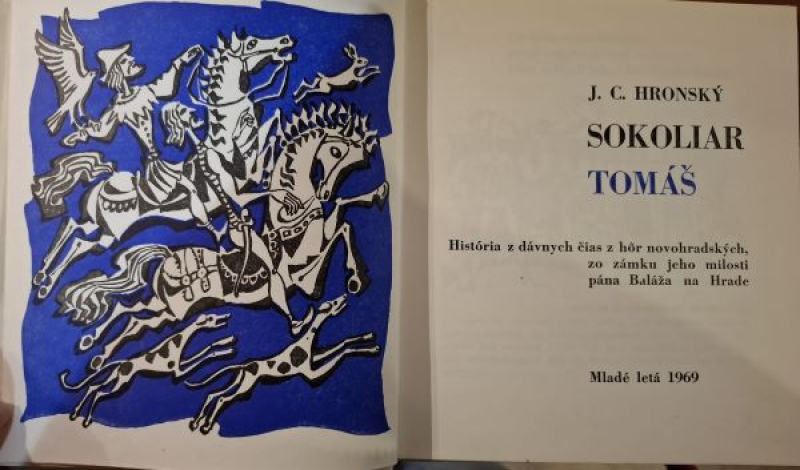 J. C. HRONSKÝ
SOKOLIAR
TOMÁŠ
História z dávnych čias z hôr novohradských,
zo zámku jeho milosti
pána Baláža na Hrade
Mladé letá 1969